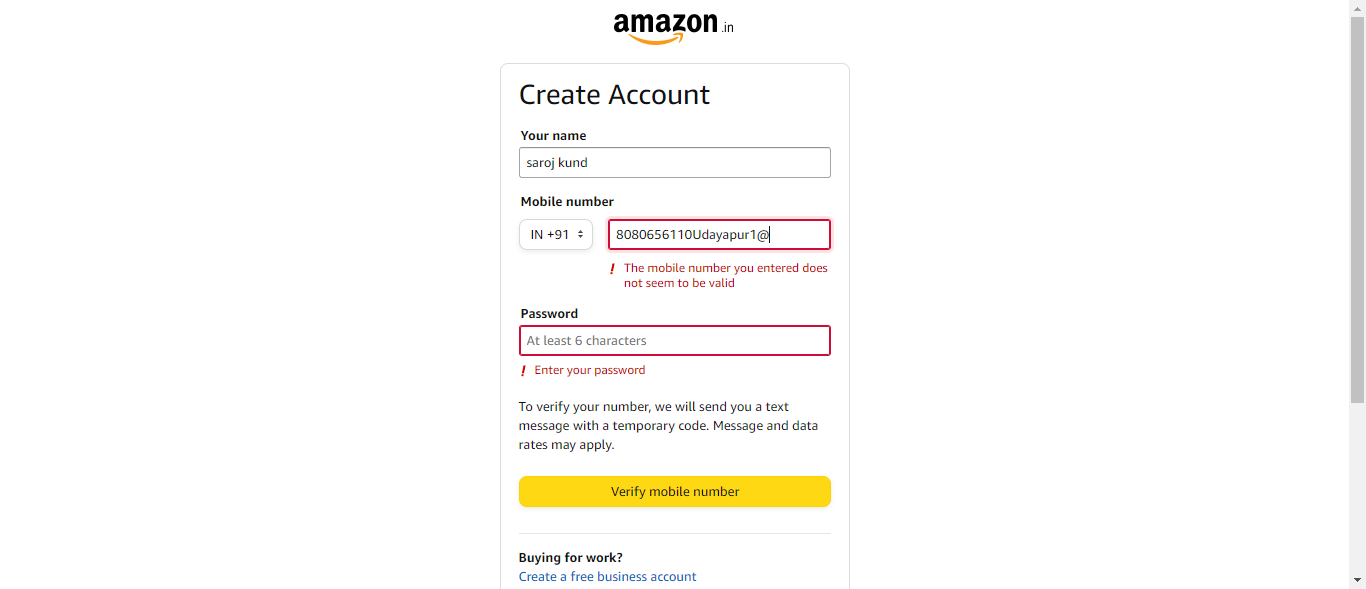 amazon.in
Create Account
Your name
saroj kund
Mobile number
IN +91 8080656110Udayapur1@
! The mobile number you entered does
not seem to be valid
Password
At least 6 characters
! Enter your password
To verify your number, we will send you a text
message with a temporary code. Message and data
rates may apply.
Verify mobile number
Buying for work?
Create a free business account